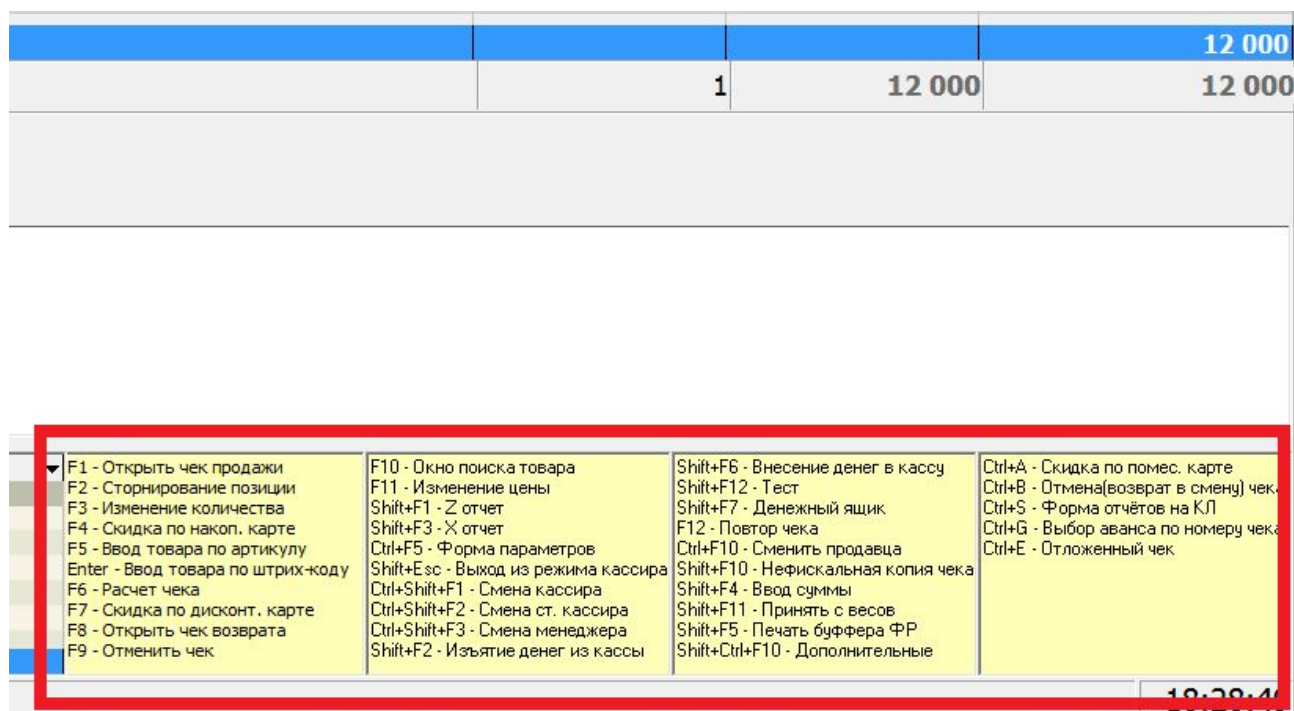 12 000
1 12 000 12 000
F1 - Открыть чек продажи
F2 - Сторнирование позиции
F3 - Изменение количества
F4 - Скидка по накоп. карте
F5 - Ввод товара по артикулу
Enter - Ввод товара по штрих-коду
F6 - Расчет чека
F7 - Скидка по дисконт. карте
F8 - Открыть чек возврата
F9 - Отменить чек
F10 - Окно поиска товара
F11 - Изменение цены
Shift+F1 - Z отчет
Shift+F3 - X отчет
Ctrl+F5 - Форма параметров
Shift+Esc - Выход из режима кассира
Ctrl+Shift+F1 - Смена кассира
Ctrl+Shift+F2 - Смена ст. кассира
Ctrl+Shift+F3 - Смена менеджера
Shift+F2 - Изъятие денег из кассы
Shift+F6 - Внесение денег в кассу
Shift+F12 - Тест
Shift+F7 - Денежный ящик
F12 - Повтор чека
Ctrl+F10 - Сменить продавца
Shift+F10 - Нефискальная копия чека
Shift+F4 - Ввод суммы
Shift+F11 - Принять с весов
Shift+F5 - Печать буффера ФР
Shift+Ctrl+F10 - Дополнительные
Ctrl+A - Скидка по помес. карте
Ctrl+B - Отмена(возврат в смену) чека
Ctrl+S - Форма отчётов на КЛ
Ctrl+G - Выбор аванса по номеру чека
Ctrl+E - Отложенный чек